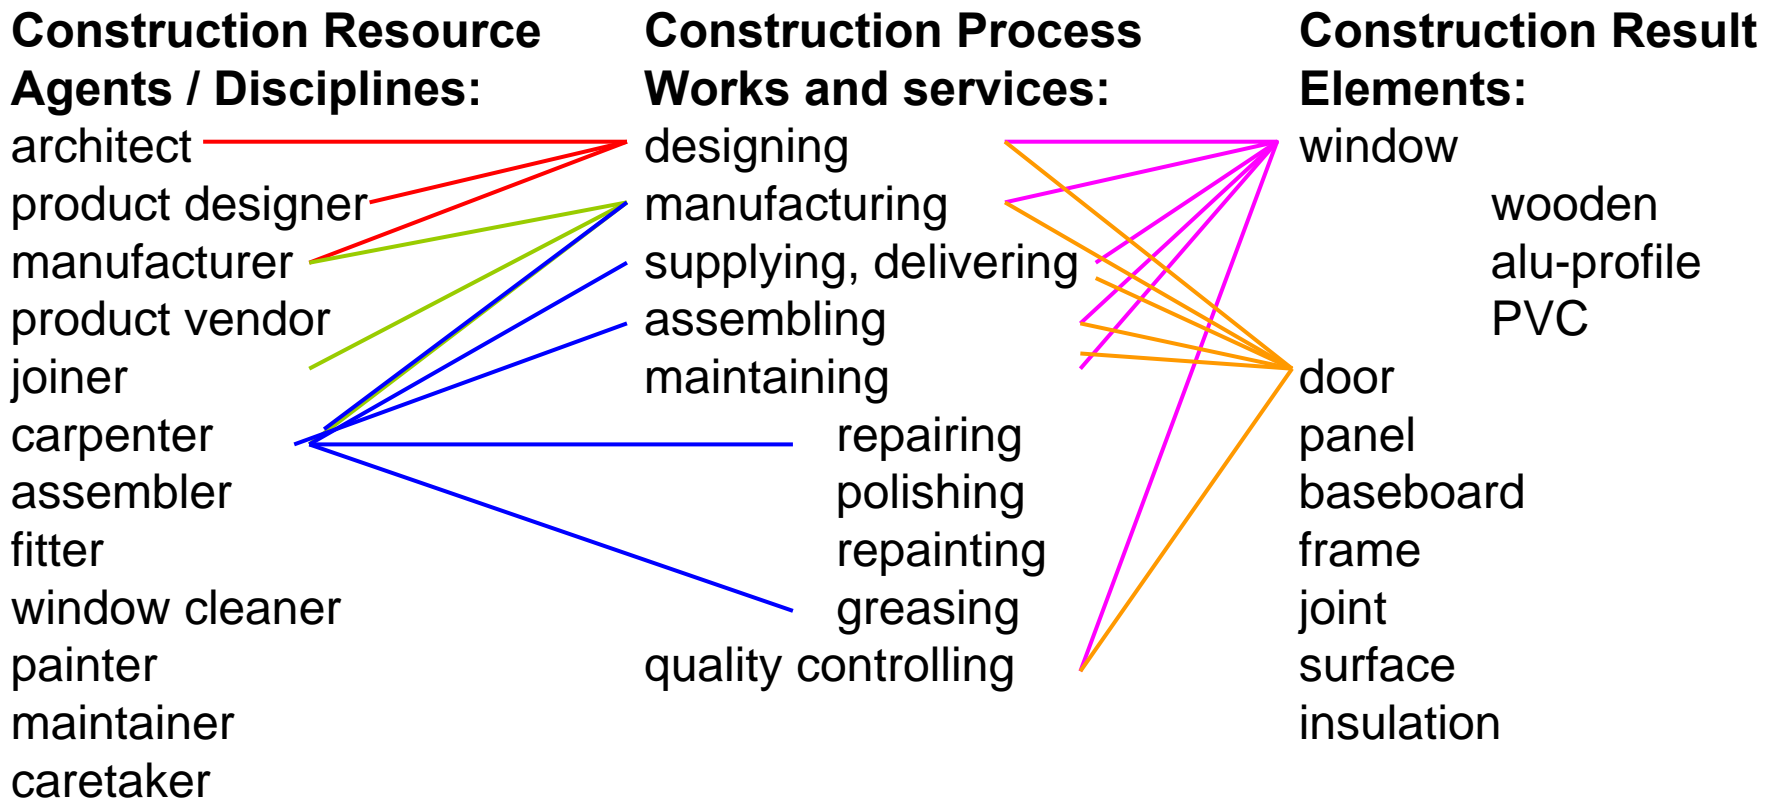 Construction Resource
Agents / Disciplines:
architect
product designer
manufacturer
product vendor
joiner
carpenter
assembler
fitter
window cleaner
painter
maintainer
caretaker
Construction Process
Works and services:
designing
manufacturing
supplying, delivering
assembling
maintaining
repairing
polishing
repainting
greasing
quality controlling
Construction Result
Elements:
window
wooden
alu-profile
PVC
door
panel
baseboard
frame
joint
surface
insulation